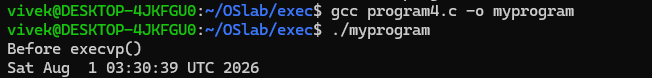 vivek@DESKTOP-4JKFGU0:~/OSlab/exec$ gcc program4.c -o myprogram
vivek@DESKTOP-4JKFGU0:~/OSlab/exec$ ./myprogram
Before execvp()
Sat Aug  1 03:30:39 UTC 2026